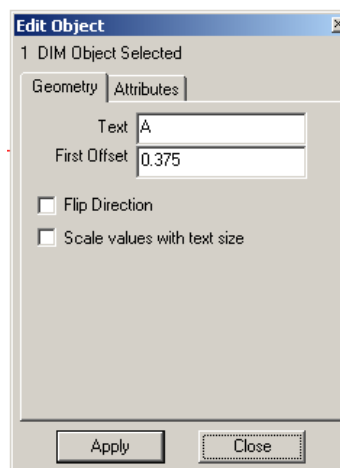 Edit Object
1 DIM Object Selected
Geometry Attributes
Text A
First Offset 0.375
Flip Direction
Scale values with text size
Apply Close